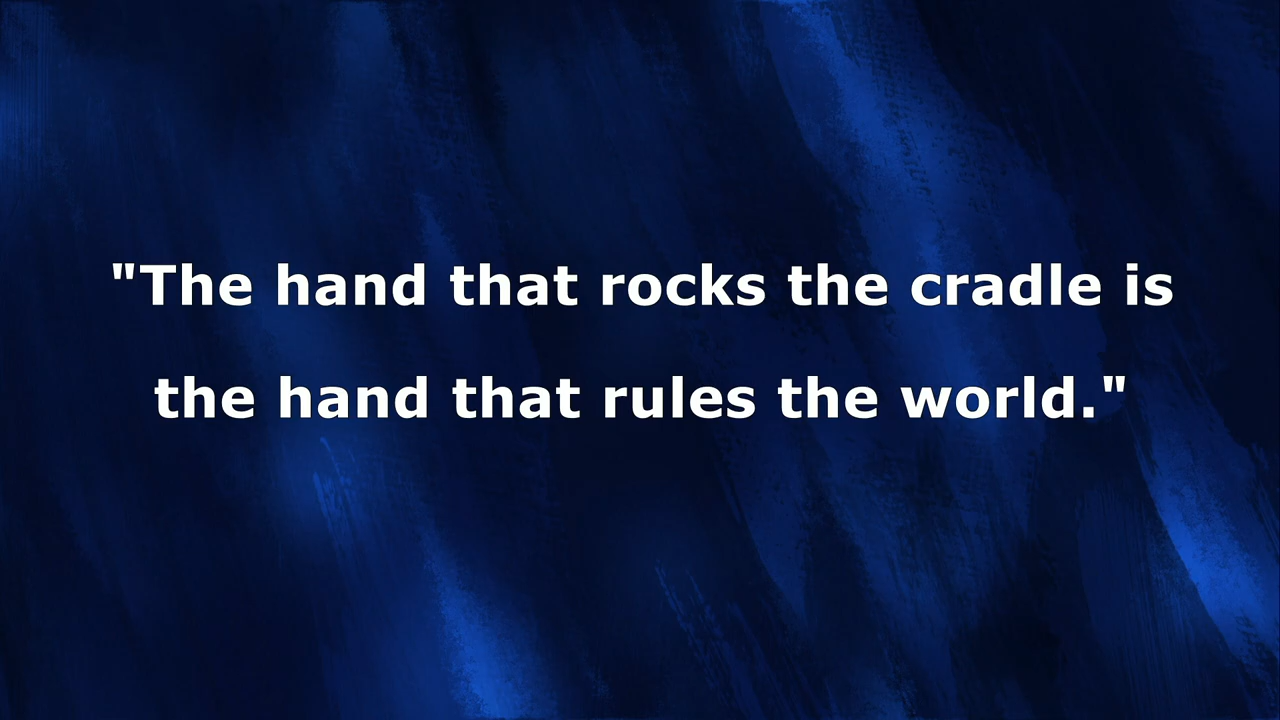 "The hand that rocks the cradle is
the hand that rules the world."